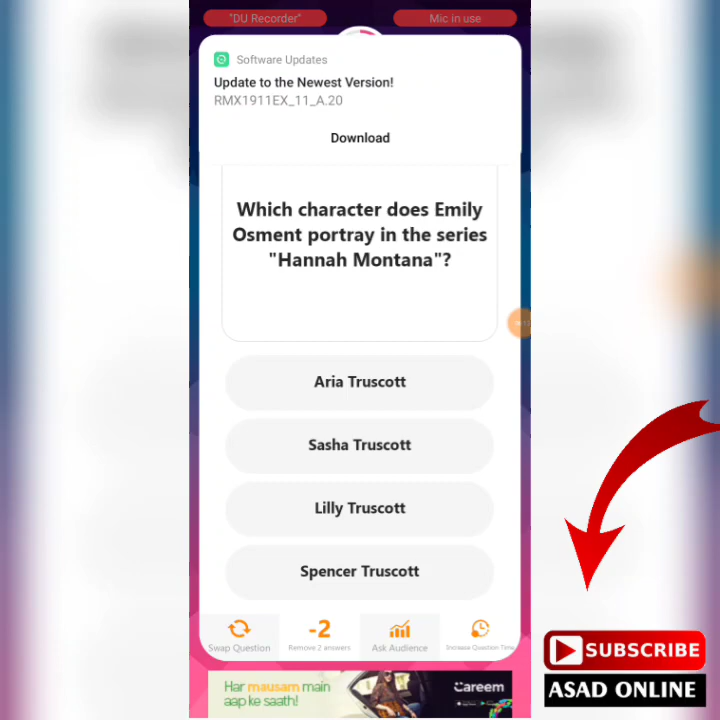 "DU Recorder"
Mic in use
Software Updates
Update to the Newest Version!
RMX1911EX_11_A.20
Download
Which character does Emily
Osment portray in the series
"Hannah Montana"?
Aria Truscott
Sasha Truscott
Lilly Truscott
Spencer Truscott
-2
Swap Question
Remove 2 answers
Ask Audience
Increase Question Time
Har mausam main
aap ke saath!
Careem
SUBSCRIBE
ASAD ONLINE